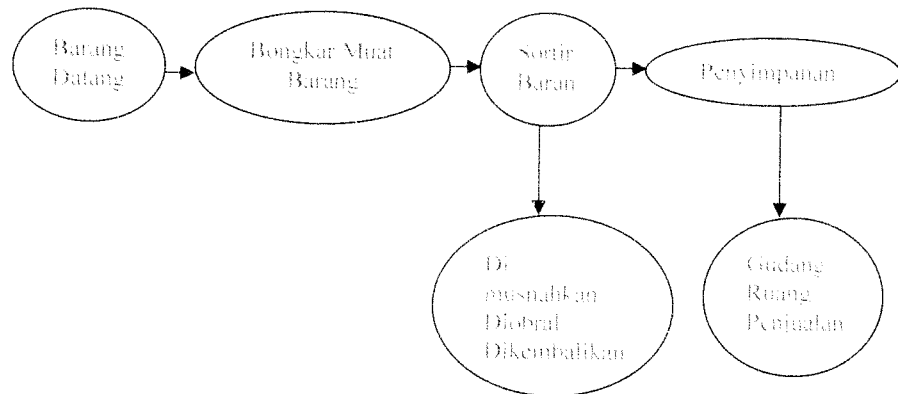 Barang
Datang
Bongkar Muat
Barang
Sortir
Baran
Penyimpanan
Di
musnahkan
Diobral
Dikembalikan
Gudang
Ruang
Penjualan